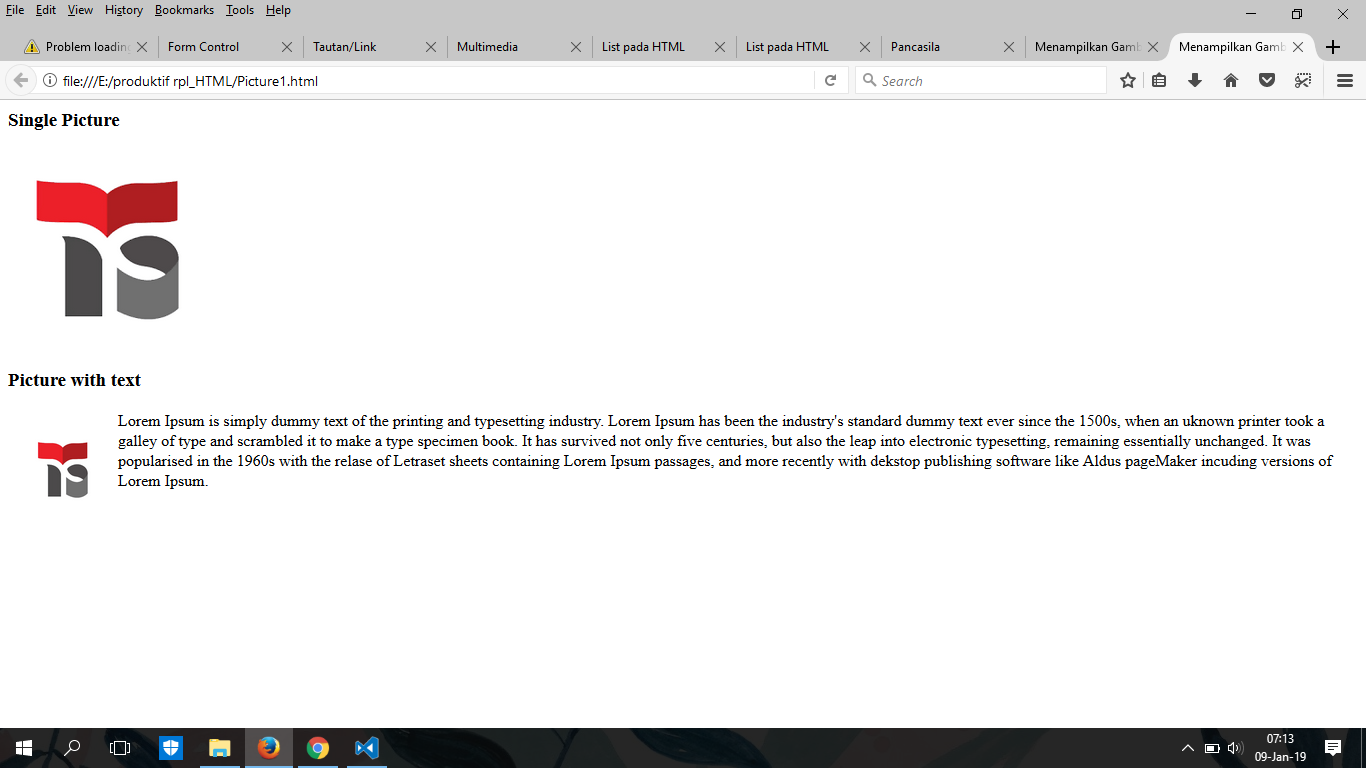 File Edit View History Bookmarks Tools Help
Problem loadin Form Control Tautan/Link Multimedia List pada HTML List pada HTML Pancasila Menampilkan Gamb Menampilkan Gamb
file:///E:/produktif rpl_HTML/Picture1.html Search
Single Picture
Picture with text
Lorem Ipsum is simply dummy text of the printing and typesetting industry. Lorem Ipsum has been the industry's standard dummy text ever since the 1500s, when an uknown printer took a
galley of type and scrambled it to make a type specimen book. It has survived not only five centuries, but also the leap into electronic typesetting, remaining essentially unchanged. It was
popularised in the 1960s with the relase of Letraset sheets containing Lorem Ipsum passages, and more recently with dekstop publishing software like Aldus pageMaker incuding versions of
Lorem Ipsum.
07:13
09-Jan-19